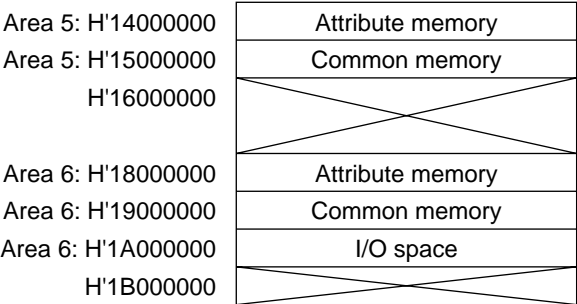 Area 5: H'14000000 Attribute memory
Area 5: H'15000000 Common memory
H'16000000
Area 6: H'18000000 Attribute memory
Area 6: H'19000000 Common memory
Area 6: H'1A000000 I/O space
H'1B000000